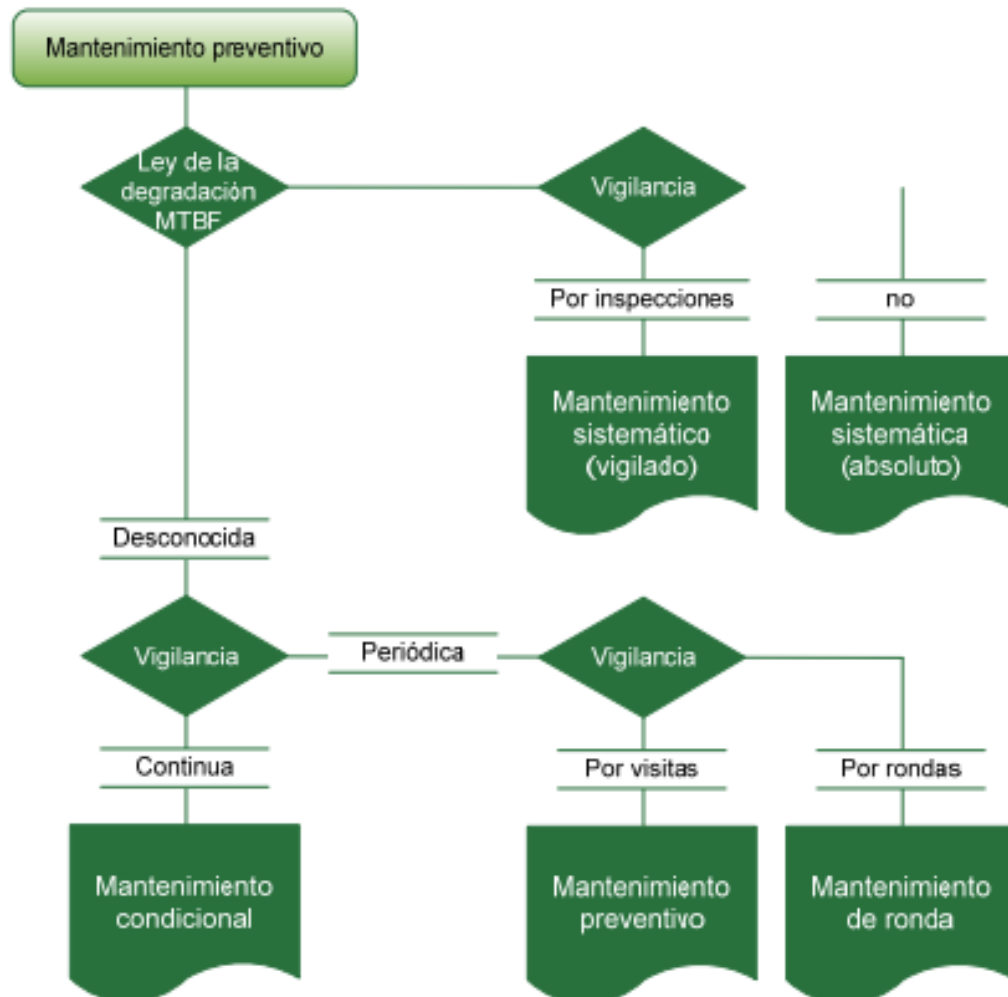 Mantenimiento preventivo
Ley de la
degradación
MTBF
Vigilancia
Por inspecciones
no
Mantenimiento
sistemático
(vigilado)
Mantenimiento
sistemática
(absoluto)
Desconocida
Vigilancia
Periódica
Vigilancia
Continua
Por visitas
Por rondas
Mantenimiento
condicional
Mantenimiento
preventivo
Mantenimiento
de ronda